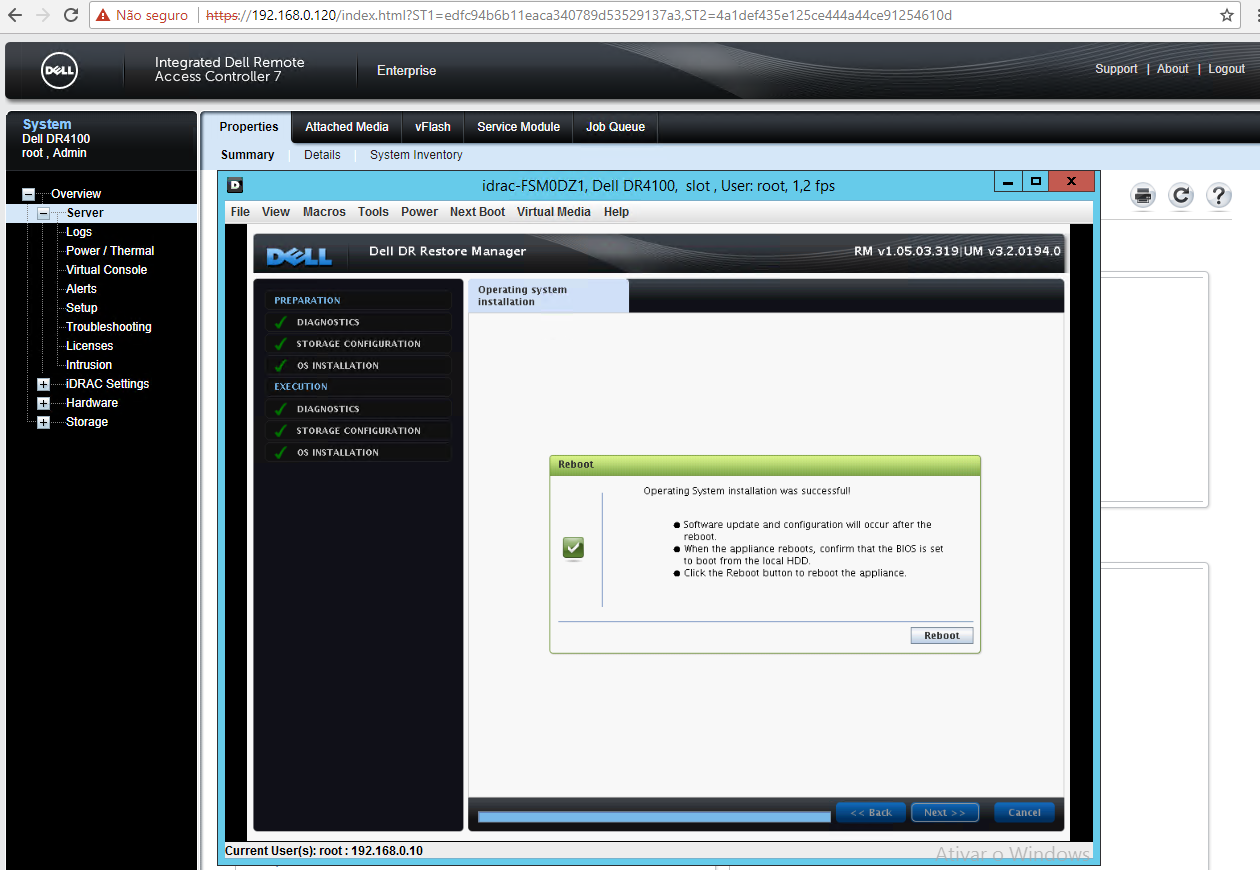 Não seguro https://192.168.0.120/index.html?ST1=edfc94b6b11eaca340789d53529137a3,ST2=4a1def435e125ce444a44ce91254610d
DELL
Integrated Dell Remote
Access Controller 7
Enterprise
Support | About | Logout
System
Dell DR4100
root , Admin
Properties Attached Media vFlash Service Module Job Queue
Summary Details System Inventory
Overview
Server
Logs
Power / Thermal
Virtual Console
Alerts
Setup
Troubleshooting
Licenses
Intrusion
iDRAC Settings
Hardware
Storage
D
idrac-FSM0DZ1, Dell DR4100, slot , User: root, 1,2 fps
File View Macros Tools Power Next Boot Virtual Media Help
DELL Dell DR Restore Manager RM v1.05.03.319|UM v3.2.0194.0
PREPARATION
DIAGNOSTICS
STORAGE CONFIGURATION
OS INSTALLATION
EXECUTION
DIAGNOSTICS
STORAGE CONFIGURATION
OS INSTALLATION
Operating system
installation
Reboot
Operating System installation was successful!
● Software update and configuration will occur after the
reboot.
● When the appliance reboots, confirm that the BIOS is set
to boot from the local HDD.
● Click the Reboot button to reboot the appliance.
Reboot
<< Back Next >> Cancel
Current User(s): root : 192.168.0.10
Ativar o Windows